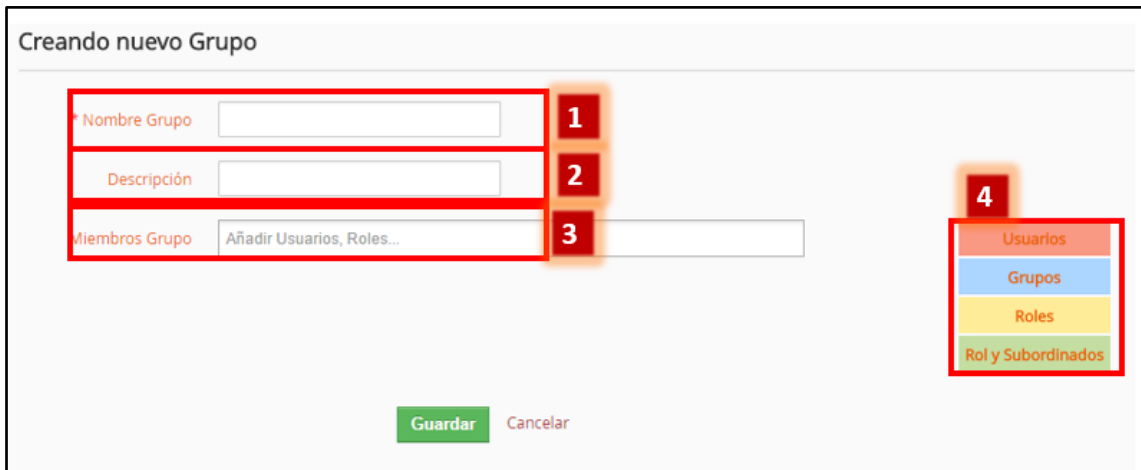 Creando nuevo Grupo
* Nombre Grupo
1
Descripción
2
Miembros Grupo
Añadir Usuarios, Roles...
3
4
Usuarios
Grupos
Roles
Rol y Subordinados
Guardar
Cancelar